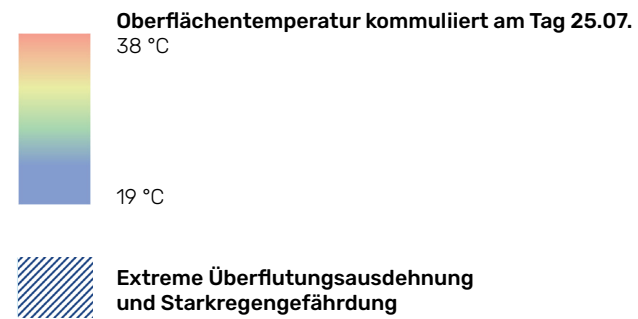 Oberflächentemperatur kommuliiert am Tag 25.07.
38 °C
19 °C
Extreme Überflutungsausdehnung
und Starkregengefährdung